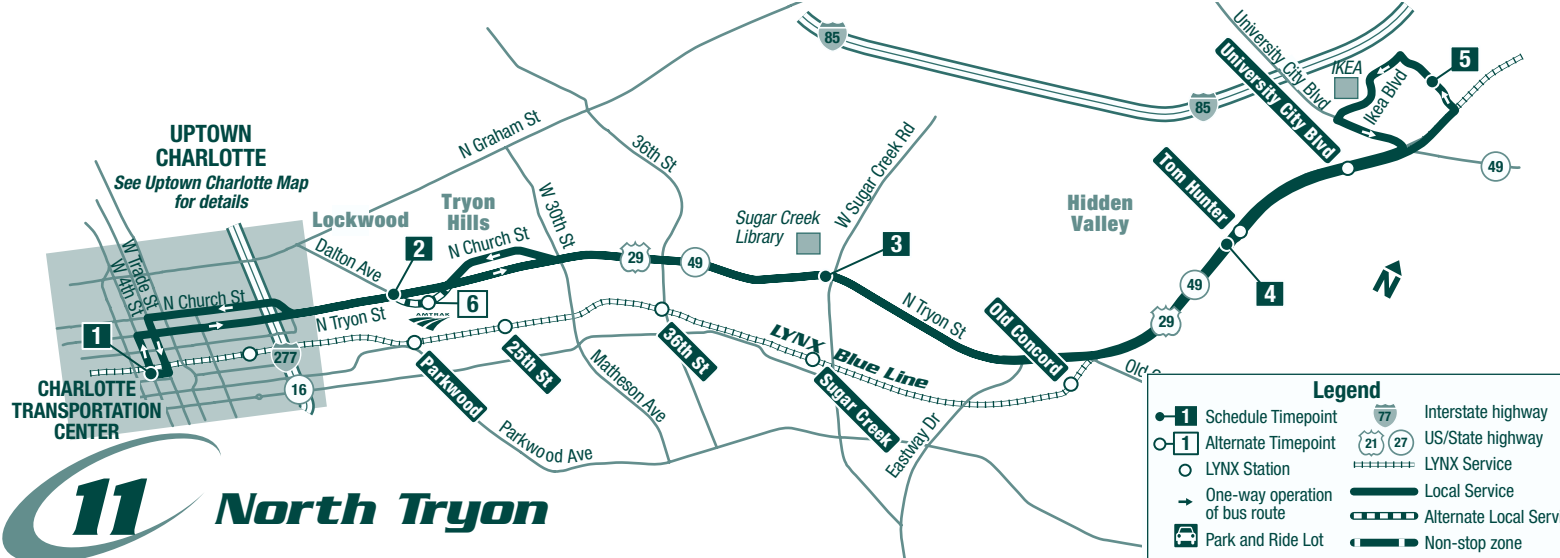 UPTOWN
CHARLOTTE
See Uptown Charlotte Map
for details
Lockwood
Tryon
Hills
Hidden
Valley
85
85
University City Blvd
University City Blvd
IKEA
Ikea Blvd
5
49
Tom Hunter
4
49
29
N
N Graham St
36th St
W 30th St
W Sugar Creek Rd
Sugar Creek
Library
3
Dalton Ave
2
N Church St
29
49
6
AMTRAK
W Trade St
W 4th St
N Church St
N Tryon St
N Tryon St
Old Concord
1
277
16
CHARLOTTE
TRANSPORTATION
CENTER
Parkwood
25th St
36th St
LYNX Blue Line
Sugar Creek
Matheson Ave
Parkwood Ave
Eastway Dr
Old
11 North Tryon
Legend
1 Schedule Timepoint
1 Alternate Timepoint
LYNX Station
One-way operation
of bus route
Park and Ride Lot
77 Interstate highway
21 27 US/State highway
LYNX Service
Local Service
Alternate Local Serv
Non-stop zone